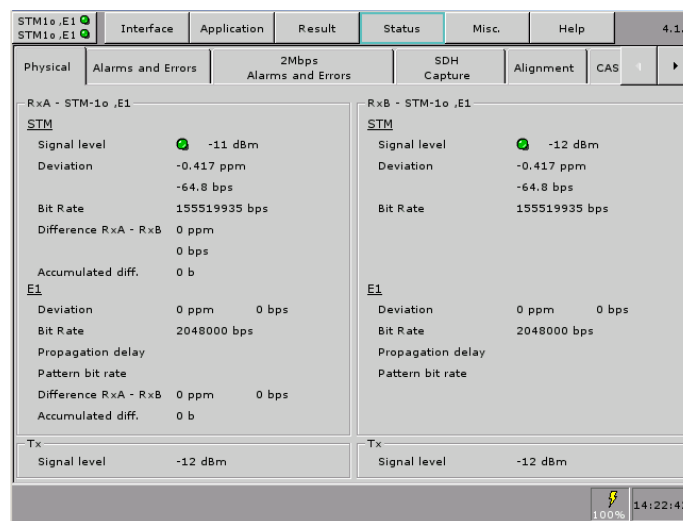 STM1o ,E1
STM1o ,E1
Interface
Application
Result
Status
Misc.
Help
4.1.
Physical
Alarms and Errors
2Mbps
Alarms and Errors
SDH
Capture
Alignment
CAS
RxA - STM-1o ,E1
STM
Signal level -11 dBm
Deviation -0.417 ppm
-64.8 bps
Bit Rate 155519935 bps
Difference RxA - RxB 0 ppm
0 bps
Accumulated diff. 0 b
E1
Deviation 0 ppm 0 bps
Bit Rate 2048000 bps
Propagation delay
Pattern bit rate
Difference RxA - RxB 0 ppm 0 bps
Accumulated diff. 0 b
Tx
Signal level -12 dBm
RxB - STM-1o ,E1
STM
Signal level -12 dBm
Deviation -0.417 ppm
-64.8 bps
Bit Rate 155519935 bps
E1
Deviation 0 ppm 0 bps
Bit Rate 2048000 bps
Propagation delay
Pattern bit rate
Tx
Signal level -12 dBm
100%